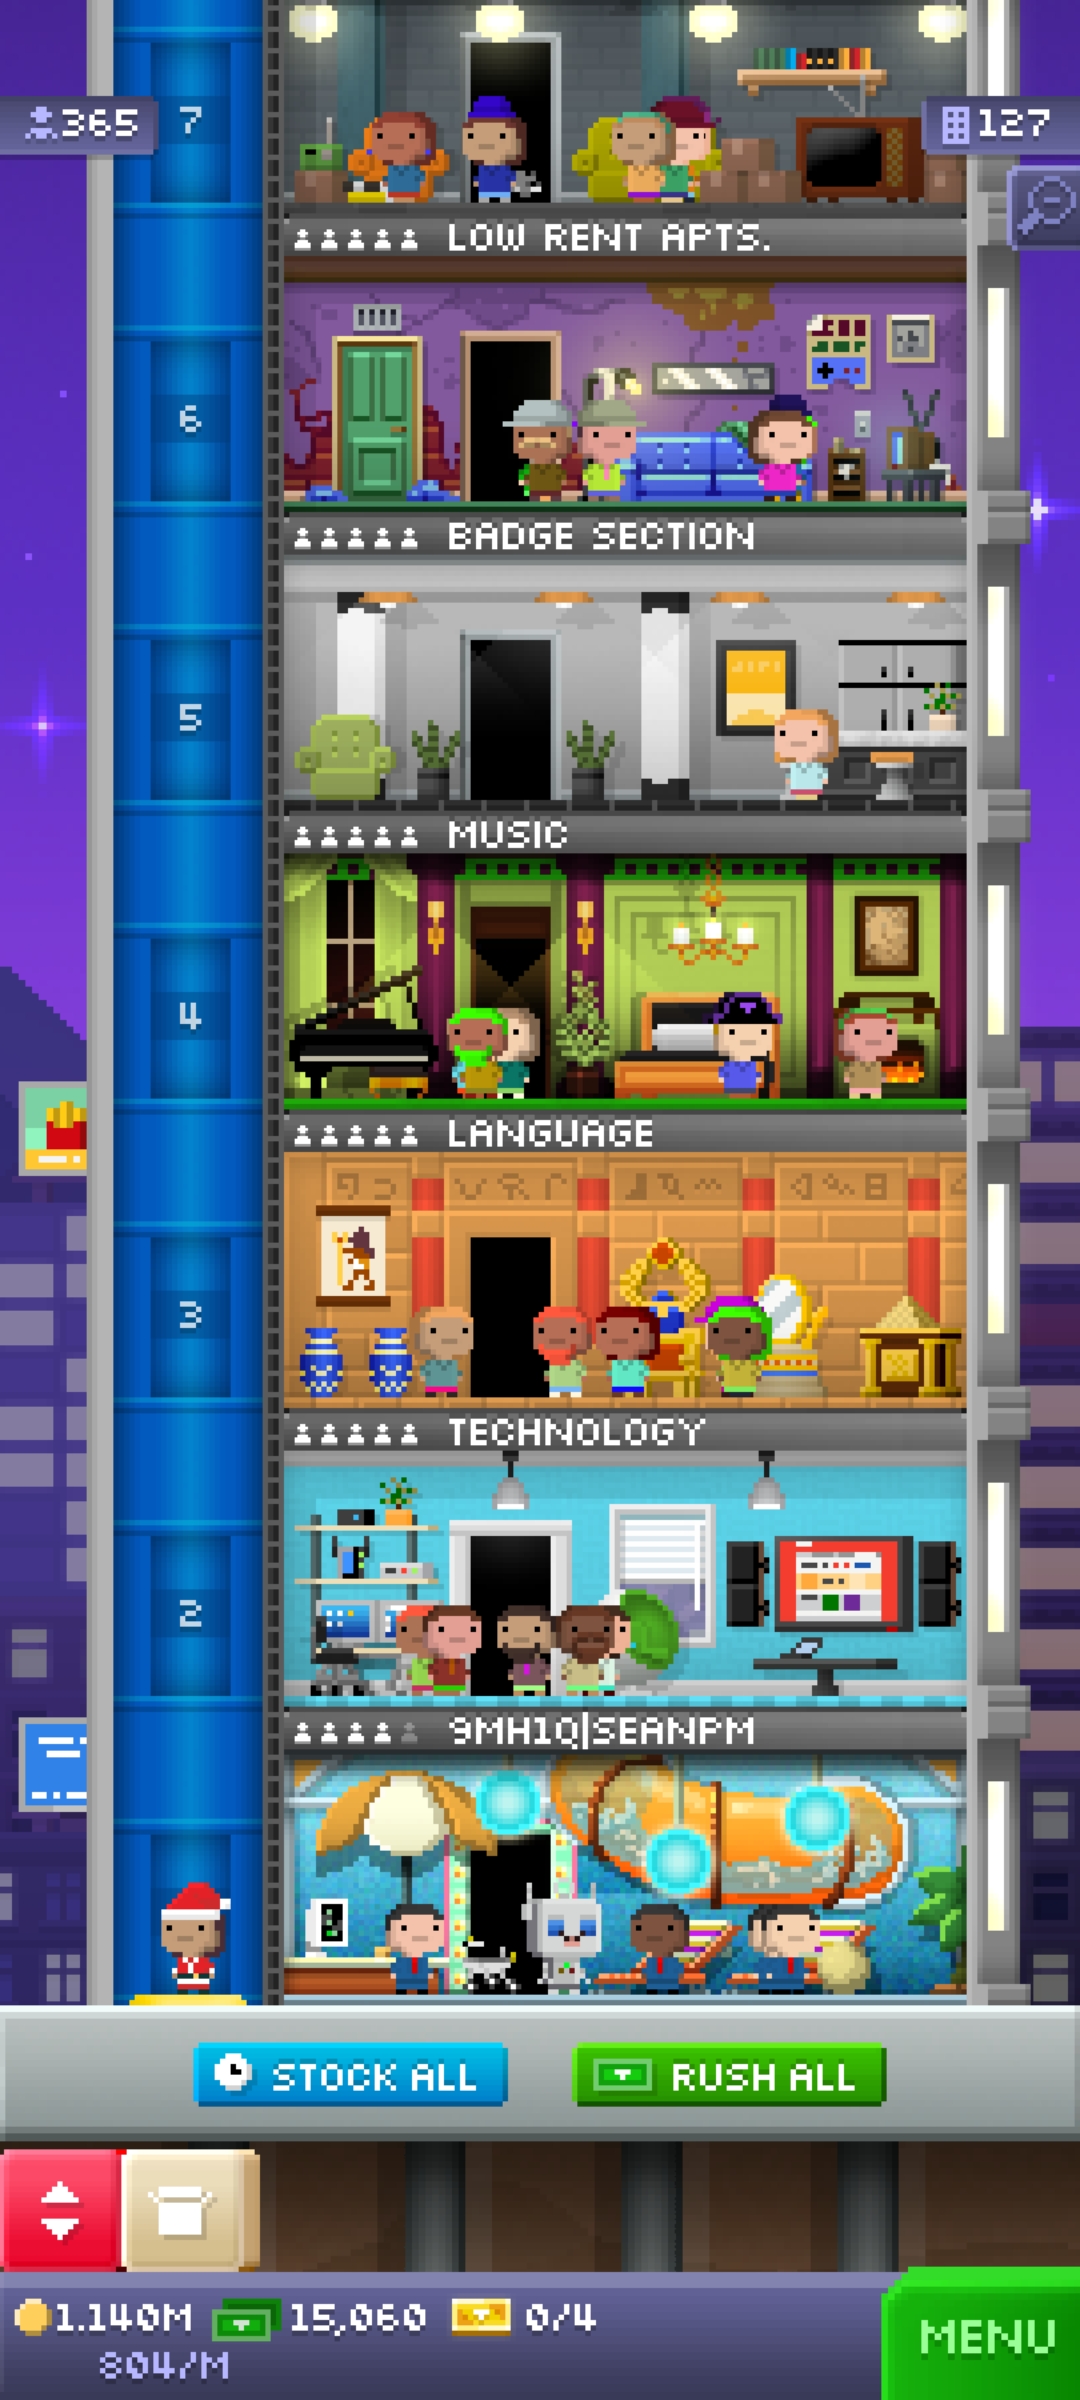 365
7
127
LOW RENT APTS.
6
BADGE SECTION
5
MUSIC
4
LANGUAGE
3
TECHNOLOGY
2
9MH1Q|SEANPM
STOCK ALL
RUSH ALL
1.140M
15,060
0/4
804/M
MENU